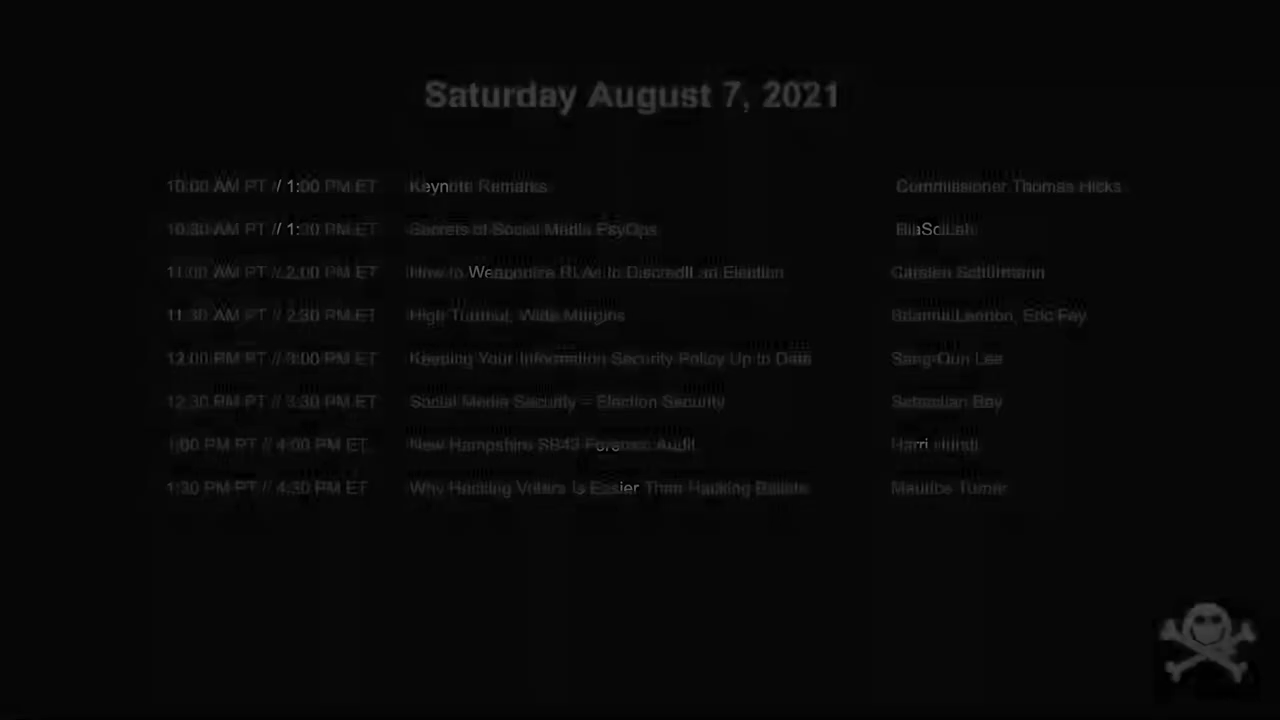 Saturday August 7, 2021
10:00 AM PT // 1:00 PM ET Keynote Remarks Commissioner Thomas Hicks
10:30 AM PT // 1:30 PM ET Secrets of Social Media PsyOps BiaSciLab
11:00 AM PT // 2:00 PM ET How to Weaponize RLAs to Discredit an Election Carsten Schürmann
11:30 AM PT // 2:30 PM ET High Turnout, Wide Margins Brianna Lennon, Eric Fey
12:00 PM PT // 3:00 PM ET Keeping Your Information Security Policy Up to Date Sang-Oun Lee
12:30 PM PT // 3:30 PM ET Social Media Security = Election Security Sebastian Bay
1:00 PM PT // 4:00 PM ET New Hampshire SB43 Forensic Audit Harri Hursti
1:30 PM PT // 4:30 PM ET Why Hacking Voters Is Easier Than Hacking Ballots Maurice Turner